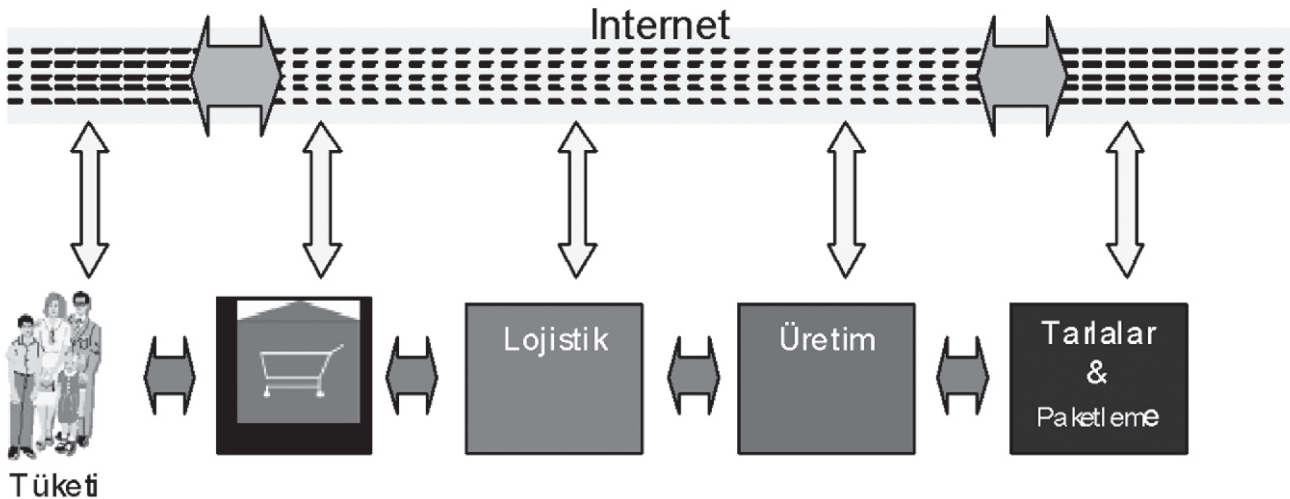 Internet
Lojistik
Üretim
Tarlalar
&
Paketleme
Tüketi